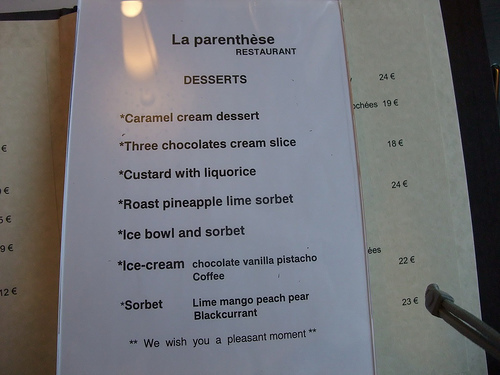 La parenthèse
RESTAURANT
DESSERTS
*Caramel cream dessert
*Three chocolates cream slice
*Custard with liquorice
*Roast pineapple lime sorbet
*Ice bowl and sorbet
*Ice-cream chocolate vanilla pistacho
Coffee
*Sorbet Lime mango peach pear
Blackcurrant
** We wish you a pleasant moment **
24 €
ochées 19 €
18 €
24 €
ées
22 €
23 €
€
€
5 €
9 €
12 €